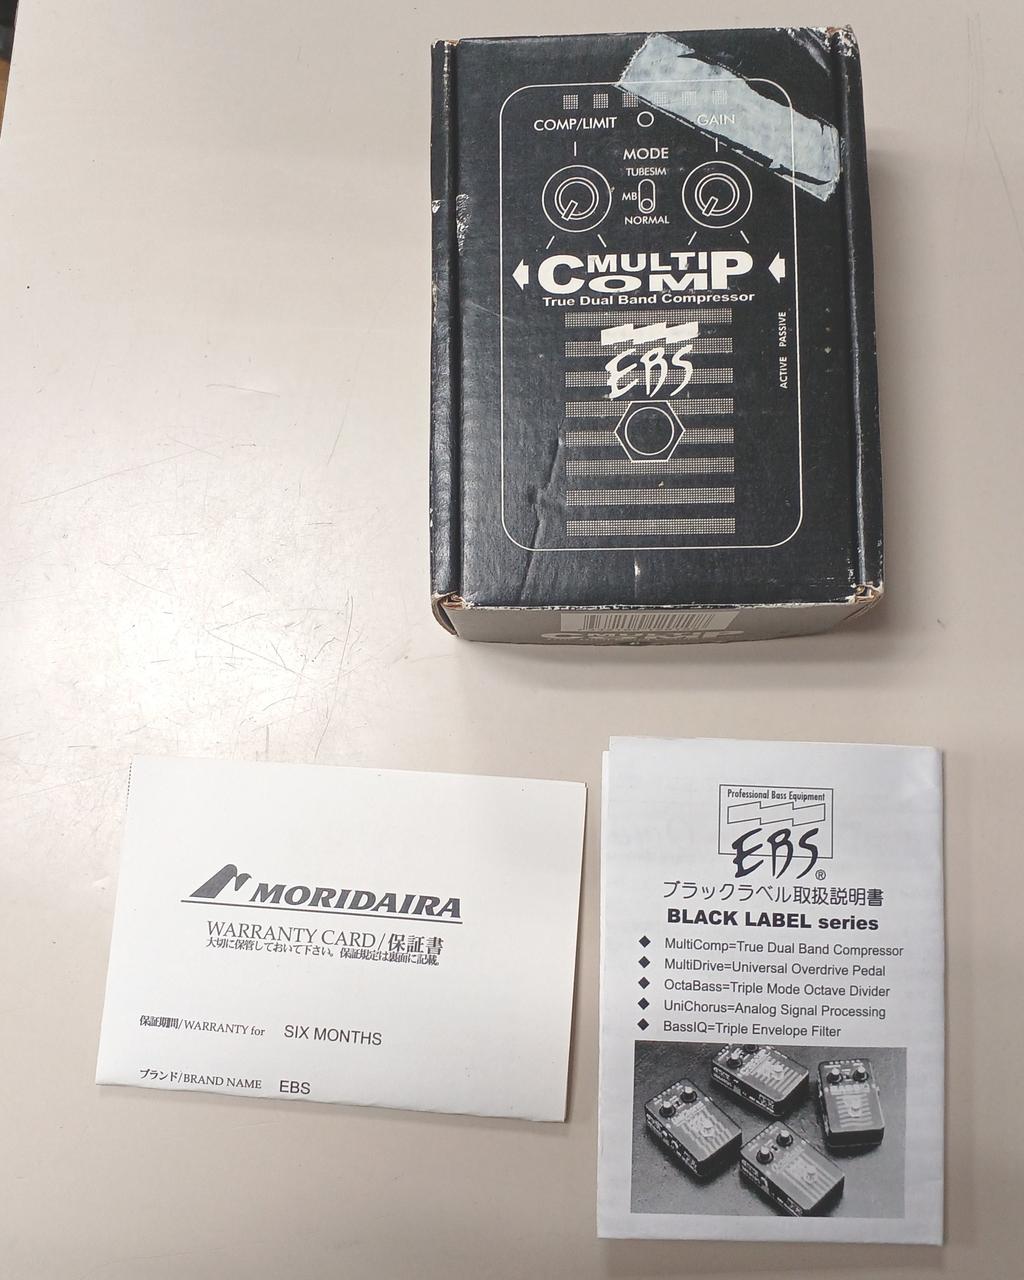 COMP/LIMIT
GAIN
MODE
TUBESIM
MB
NORMAL
MULTI COMP
True Dual Band Compressor
ACTIVE PASSIVE
EBS
MULTI COMP
MORIDAIRA
WARRANTY CARD/保証書
大切に保管しておいて下さい。保証規定は裏面に記載。
保証期間/WARRANTY for SIX MONTHS
ブランド/BRAND NAME EBS
Professional Bass Equipment
EBS®
ブラックラベル取扱説明書
BLACK LABEL series
◆ MultiComp=True Dual Band Compressor
◆ MultiDrive=Universal Overdrive Pedal
◆ OctaBass=Triple Mode Octave Divider
◆ UniChorus=Analog Signal Processing
◆ BassIQ=Triple Envelope Filter